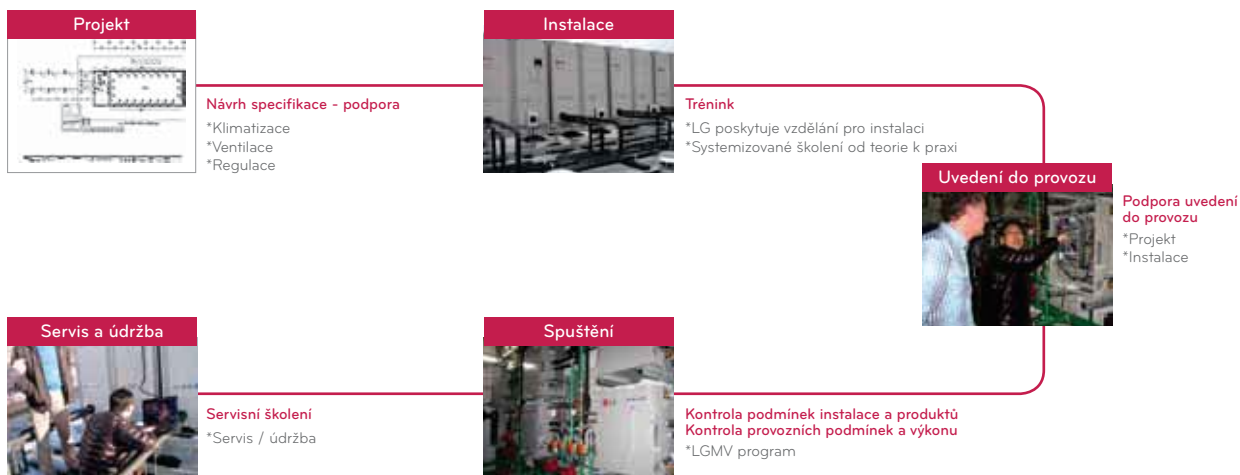 Projekt
Návrh specifikace - podpora
*Klimatizace
*Ventilace
*Regulace
Instalace
Trénink
*LG poskytuje vzdělání pro instalaci
*Systemizované školení od teorie k praxi
Uvedení do provozu
Podpora uvedení
do provozu
*Projekt
*Instalace
Servis a údržba
Servisní školení
*Servis / údržba
Spuštění
Kontrola podmínek instalace a produktů
Kontrola provozních podmínek a výkonu
*LGMV program